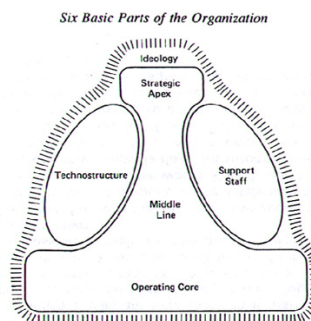 Six Basic Parts of the Organization
Ideology
Strategic
Apex
Technostructure
Support
Staff
Middle
Line
Operating Core